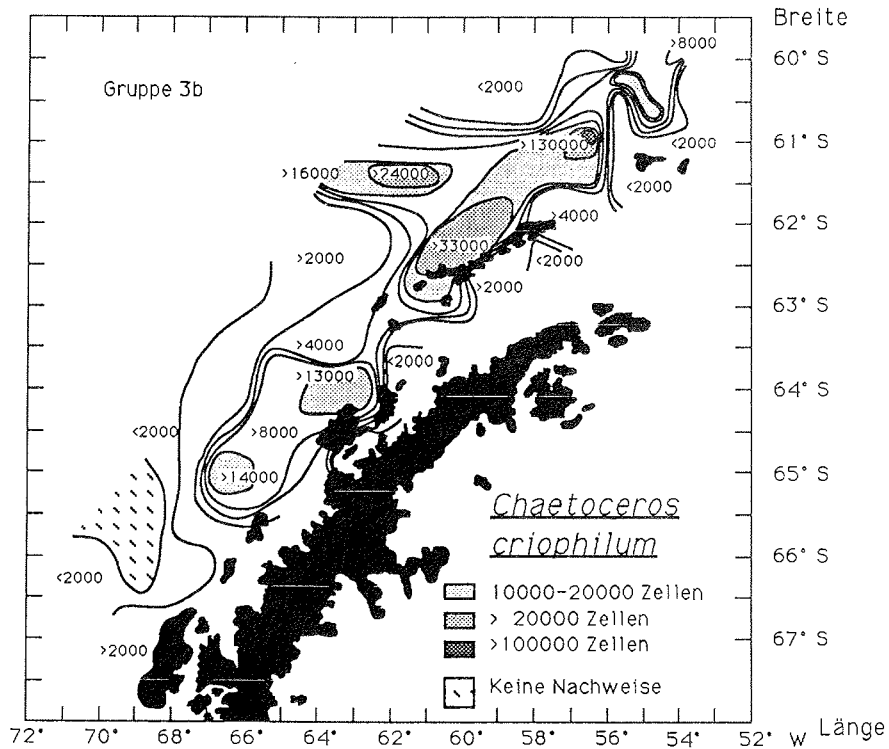 Breite
>8000
60° S
<2000
Gruppe 3b
61° S
>130000
<2000
>16000
>24000
<2000
>4000
62° S
>33000
>2000
<2000
>2000
63° S
>4000
<2000
>13000
64° S
<2000
>8000
>14000
65° S
Chaetoceros
criophilum
66° S
<2000
10000-20000 Zellen
> 20000 Zellen
>100000 Zellen
67° S
>2000
Keine Nachweise
72° 70° 68° 66° 64° 62° 60° 58° 56° 54° 52° W Länge